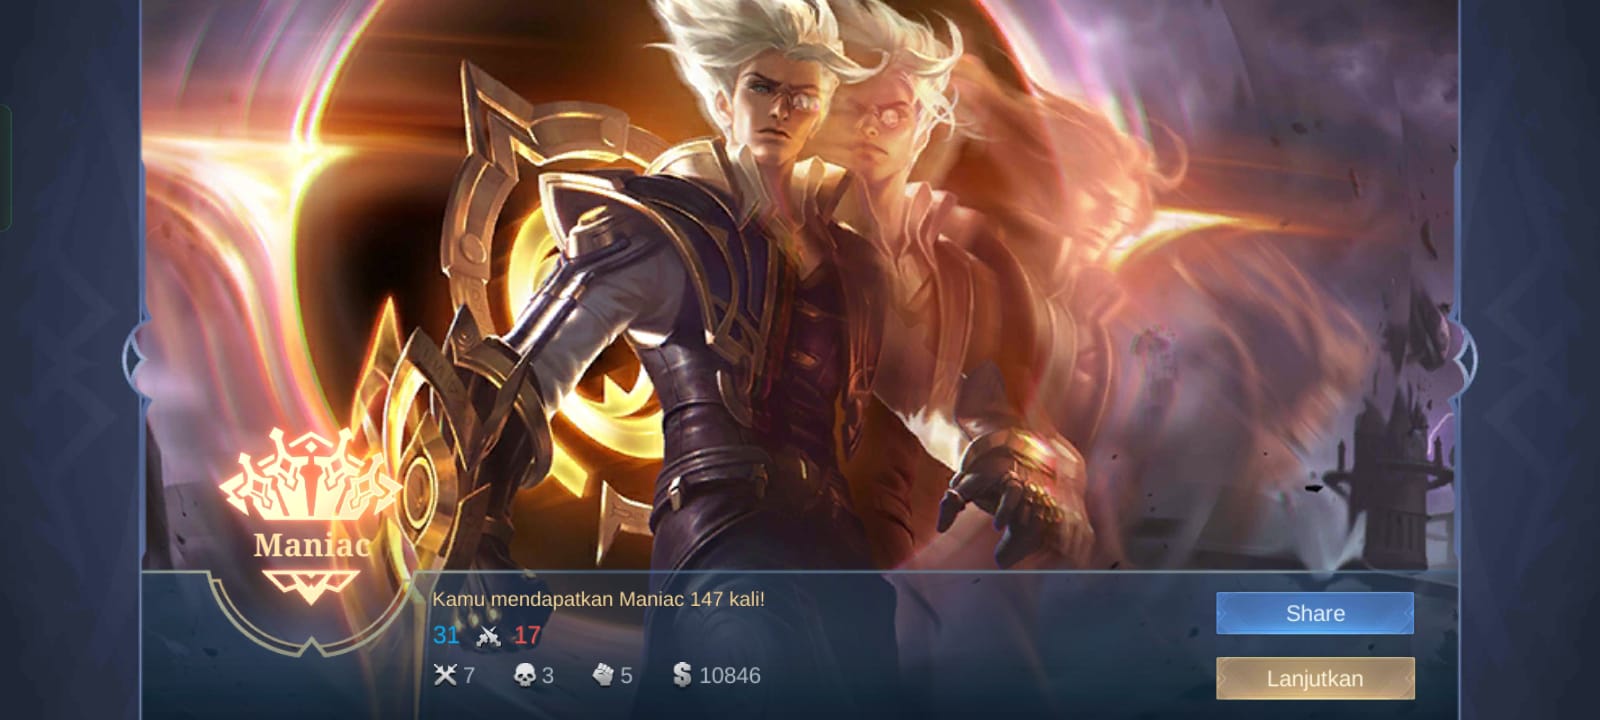 Maniac
Kamu mendapatkan Maniac 147 kali!
31 17
7 3 5 $ 10846
Share
Lanjutkan